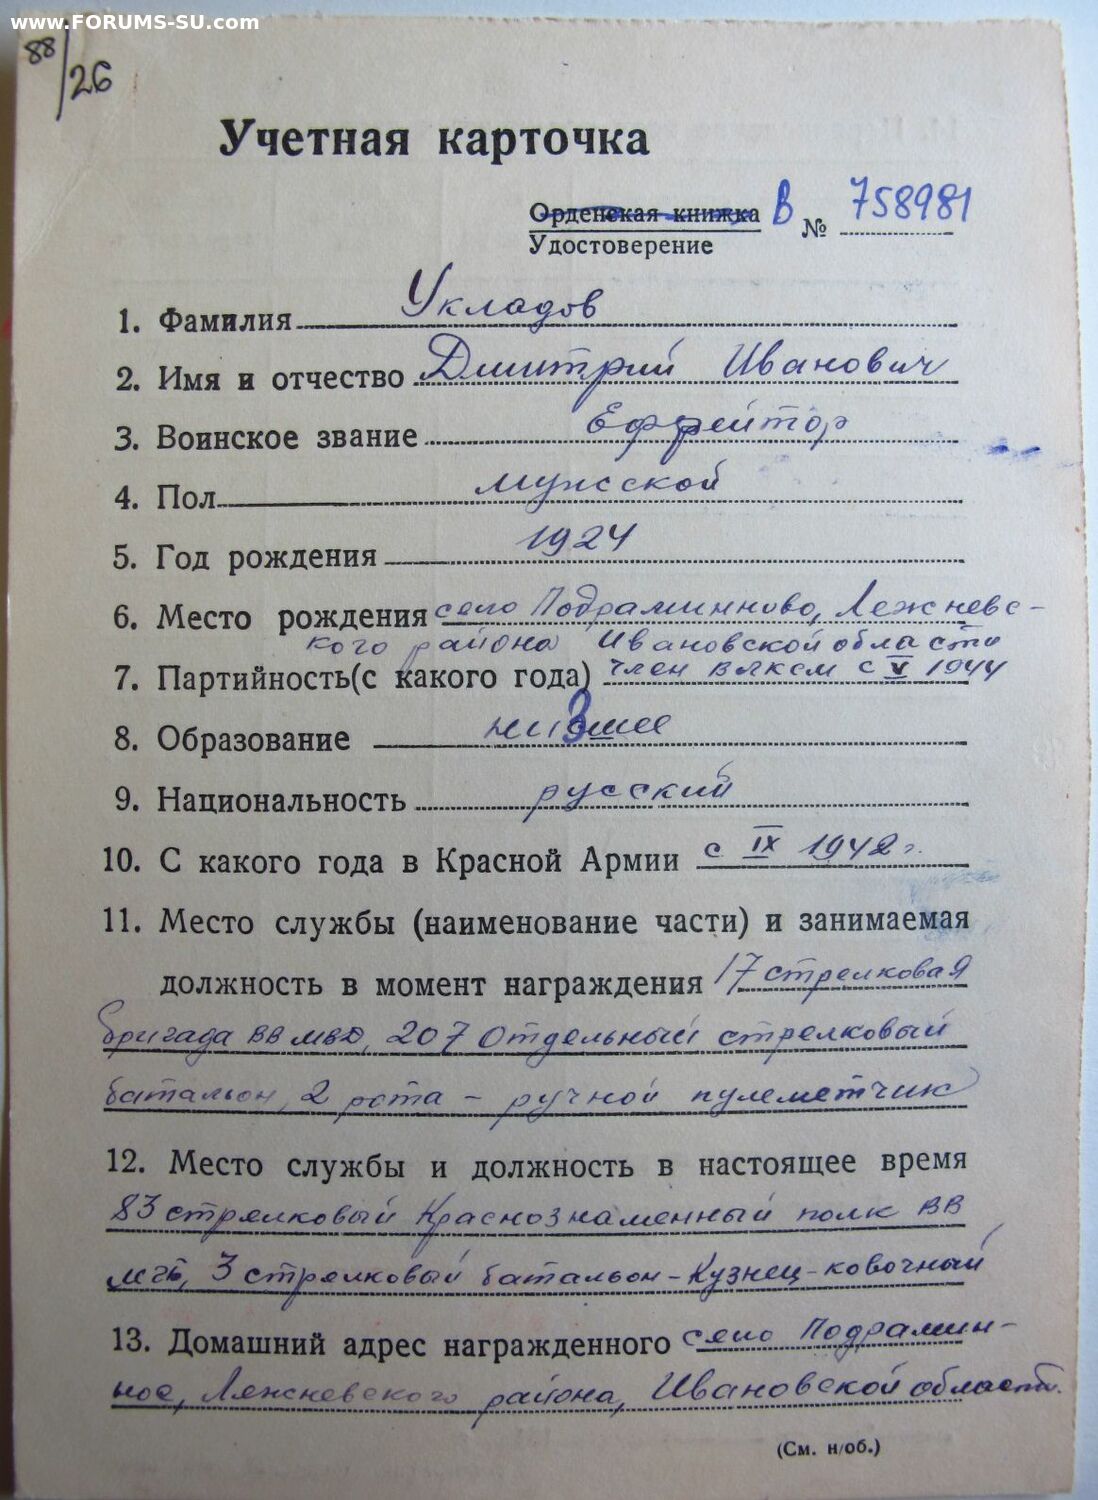 www.FORUMS-SU.com
88/26
Учетная карточка
Орденская книжка В № 758981
Удостоверение
1. Фамилия Укладов
2. Имя и отчество Дмитрий Иванович
3. Воинское звание Ефрейтор
4. Пол мужской
5. Год рождения 1924
6. Место рождения село Подраминново, Лежневс-
кого района Ивановской области
7. Партийность(с какого года) член ВЛКСМ с V 1944
8. Образование низшее
9. Национальность русский
10. С какого года в Красной Армии с IX 1942 г.
11. Место службы (наименование части) и занимаемая
должность в момент награждения 17 стрелковая
бригада ВВ МВД, 207 Отдельный стрелковый
батальон, 2 рота – ручной пулеметчик
12. Место службы и должность в настоящее время
83 стрелковый Краснознаменный полк ВВ
МГБ, 3 стрелковый батальон – Кузнец-ковочный
13. Домашний адрес награжденного село Подрамин-
ное, Лежневского района, Ивановской области.
(См. н/об.)